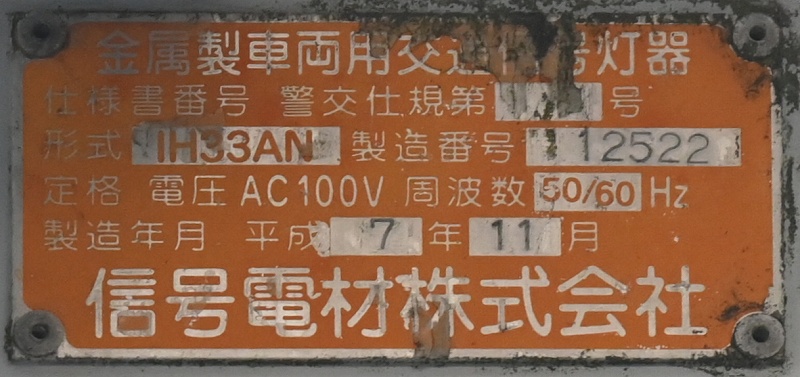 金属製車両用交通信号灯器
仕様書番号 警交仕規第 号
形式 IH33AN 製造番号 12522
定格 電圧 AC100V 周波数 50/60 Hz
製造年月 平成 7 年 11 月
信号電材株式会社